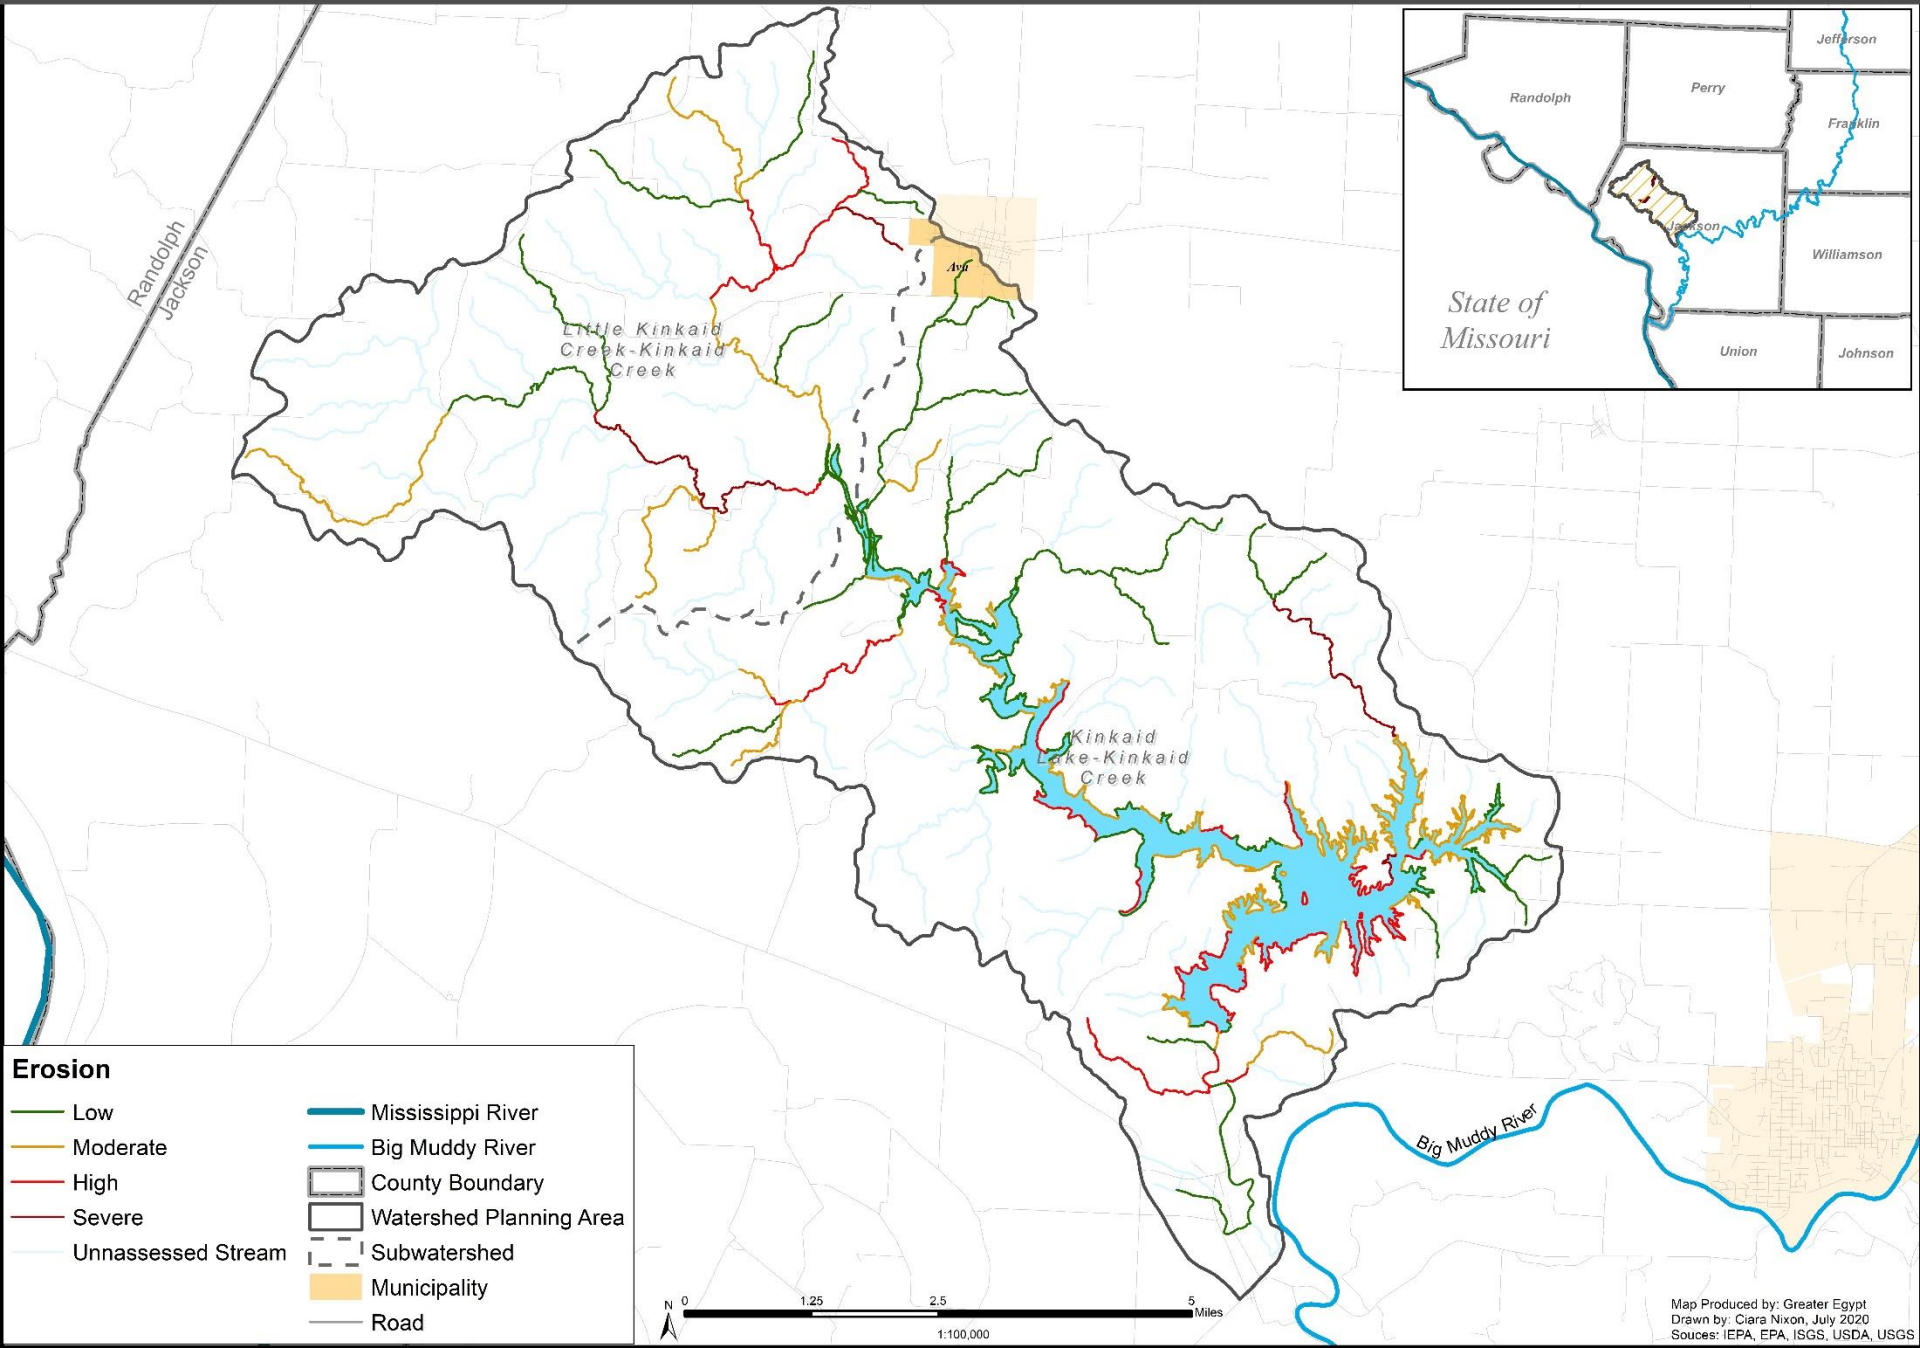 Randolph
Jackson
Little Kinkaid
Creek-Kinkaid
Creek
Ava
Kinkaid
Lake-Kinkaid
Creek
Big Muddy River
Jefferson
Randolph
Perry
Franklin
Jackson
Williamson
State of
Missouri
Union
Johnson
Erosion
Low
Moderate
High
Severe
Unnassessed Stream
Mississippi River
Big Muddy River
County Boundary
Watershed Planning Area
Subwatershed
Municipality
Road
N
0 1.25 2.5 5
Miles
1:100,000
Map Produced by: Greater Egypt
Drawn by: Ciara Nixon, July 2020
Souces: IEPA, EPA, ISGS, USDA, USGS